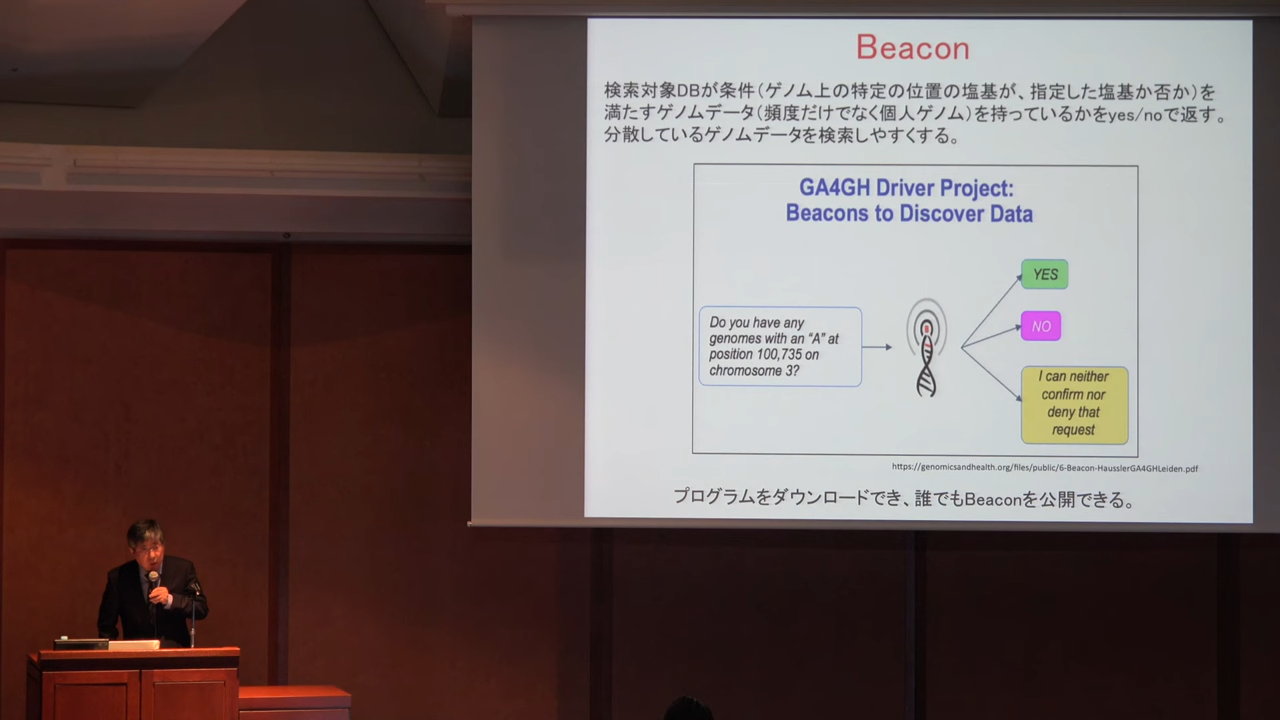 Beacon
検索対象DBが条件（ゲノム上の特定の位置の塩基が、指定した塩基か否か）を
満たすゲノムデータ（頻度だけでなく個人ゲノム）を持っているかをyes/noで返す。
分散しているゲノムデータを検索しやすくする。
GA4GH Driver Project:
Beacons to Discover Data
Do you have any
genomes with an “A” at
position 100,735 on
chromosome 3?
YES
NO
I can neither
confirm nor
deny that
request
https://genomicsandhealth.org/files/public/6-Beacon-HausslerGA4GHLeiden.pdf
プログラムをダウンロードでき、誰でもBeaconを公開できる。